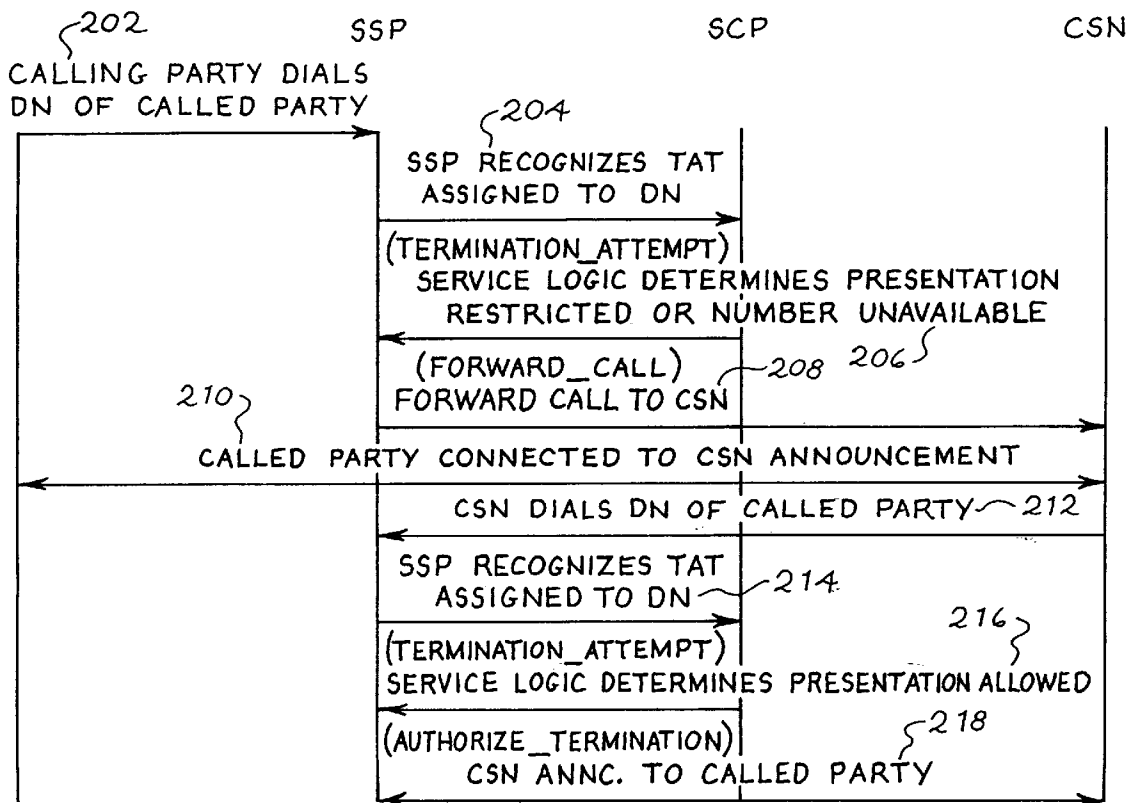 202
SSP
SCP
CSN
CALLING PARTY DIALS
DN OF CALLED PARTY
204
SSP RECOGNIZES TAT
ASSIGNED TO DN
(TERMINATION_ATTEMPT)
SERVICE LOGIC DETERMINES PRESENTATION
RESTRICTED OR NUMBER UNAVAILABLE
206
(FORWARD_CALL)
208
FORWARD CALL TO CSN
210
CALLED PARTY CONNECTED TO CSN ANNOUNCEMENT
CSN DIALS DN OF CALLED PARTY 212
SSP RECOGNIZES TAT
ASSIGNED TO DN
214
216
(TERMINATION_ATTEMPT)
SERVICE LOGIC DETERMINES PRESENTATION ALLOWED
218
(AUTHORIZE_TERMINATION)
CSN ANNC. TO CALLED PARTY